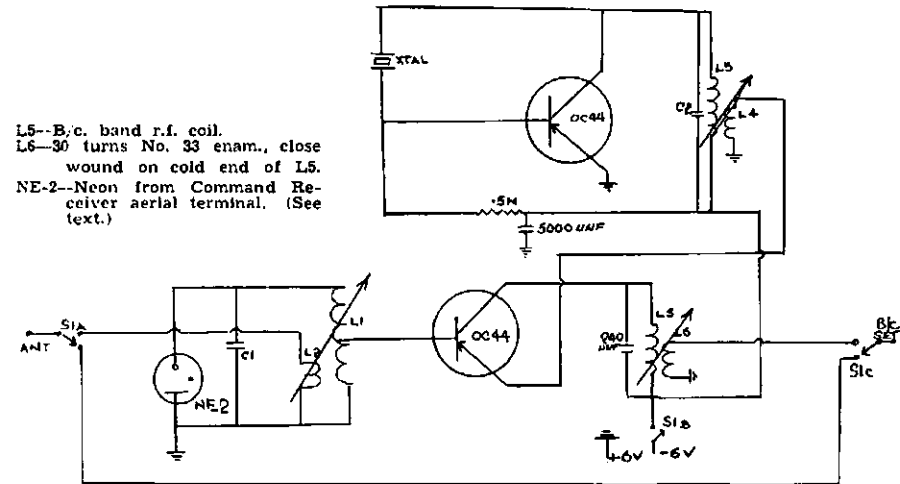 XTAL
OC44
L3
C2
L4
L5--B/c. band r.f. coil.
L6--30 turns No. 33 enam., close
wound on cold end of L5.
NE-2--Neon from Command Re-
ceiver aerial terminal. (See
text.)
.5M
5000UUF
S1A
ANT
L1
L2
C1
NE-2
OC44
L5
L6
UUF
B/c
SET
S1c
S1B
+6V -6V